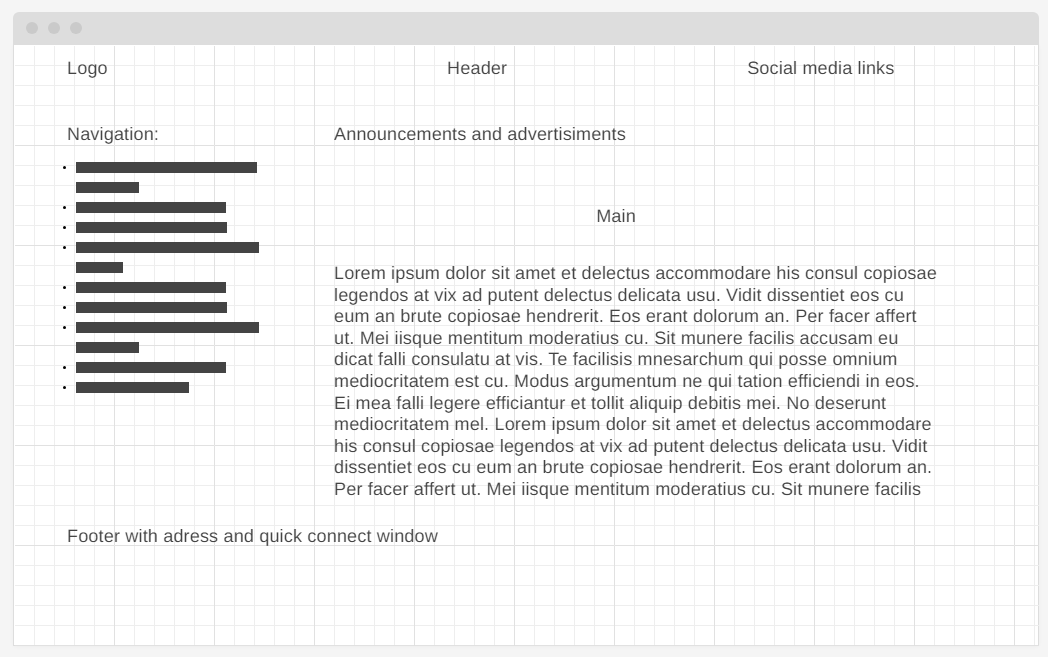 Logo
Header
Social media links
Navigation:
Announcements and advertisiments
Main
Lorem ipsum dolor sit amet et delectus accommodare his consul copiosae
legendos at vix ad putent delectus delicata usu. Vidit dissentiet eos cu
eum an brute copiosae hendrerit. Eos erant dolorum an. Per facer affert
ut. Mei iisque mentitum moderatius cu. Sit munere facilis accusam eu
dicat falli consulatu at vis. Te facilisis mnesarchum qui posse omnium
mediocritatem est cu. Modus argumentum ne qui tation efficiendi in eos.
Ei mea falli legere efficiantur et tollit aliquip debitis mei. No deserunt
mediocritatem mel. Lorem ipsum dolor sit amet et delectus accommodare
his consul copiosae legendos at vix ad putent delectus delicata usu. Vidit
dissentiet eos cu eum an brute copiosae hendrerit. Eos erant dolorum an.
Per facer affert ut. Mei iisque mentitum moderatius cu. Sit munere facilis
Footer with adress and quick connect window